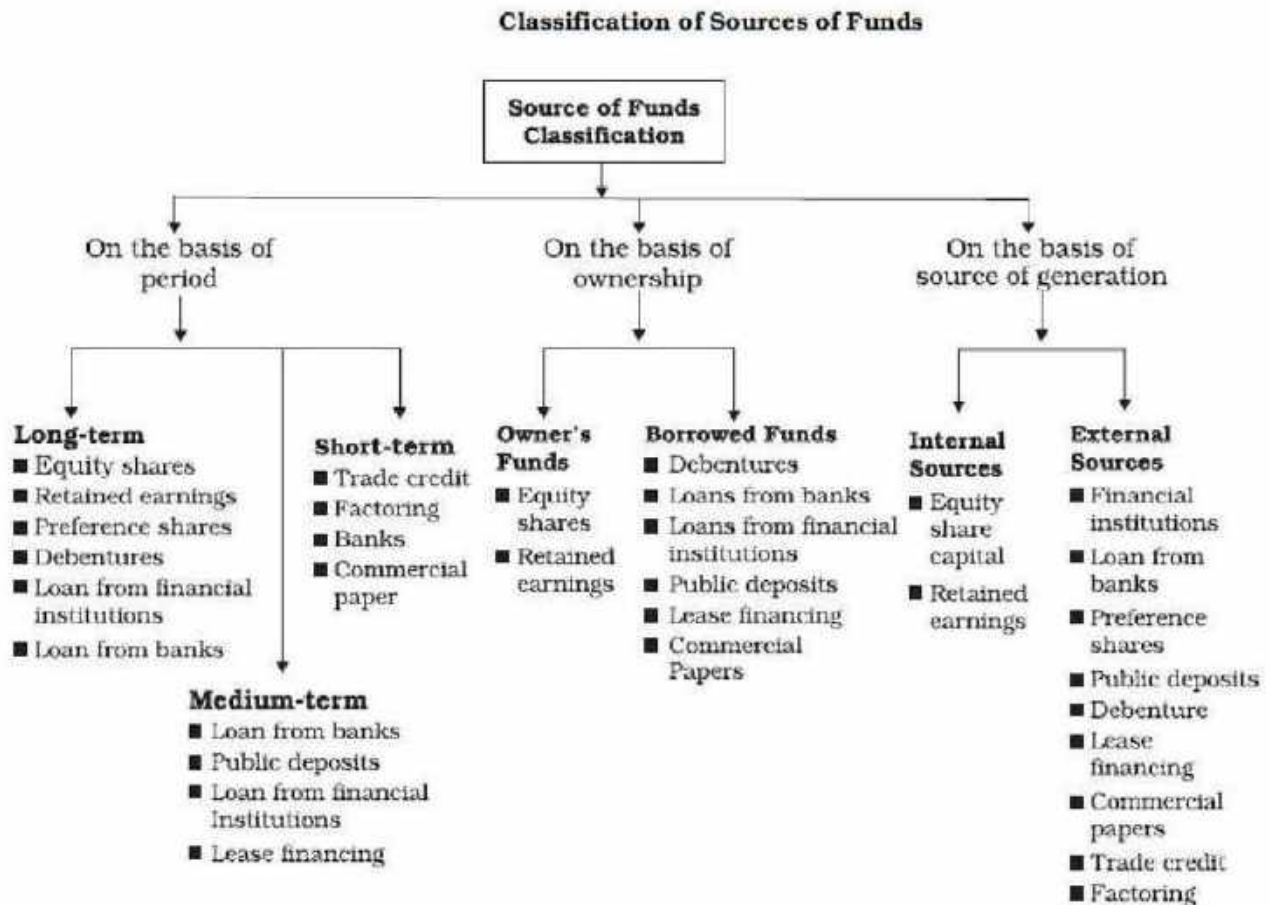 Classification of Sources of Funds
Source of Funds
Classification
On the basis of
period
Long-term
■ Equity shares
■ Retained earnings
■ Preference shares
■ Debentures
■ Loan from financial
institutions
■ Loan from banks
Medium-term
■ Loan from banks
■ Public deposits
■ Loan from financial
Institutions
■ Lease financing
Short-term
■ Trade credit
■ Factoring
■ Banks
■ Commercial
paper
On the basis of
ownership
Owner's
Funds
■ Equity
shares
■ Retained
earnings
Borrowed Funds
■ Debentures
■ Loans from banks
■ Loans from financial
institutions
■ Public deposits
■ Lease financing
■ Commercial
Papers
On the basis of
source of generation
Internal
Sources
■ Equity
share
capital
■ Retained
earnings
External
Sources
■ Financial
institutions
■ Loan from
banks
■ Preference
shares
■ Public deposits
■ Debenture
■ Lease
financing
■ Commercial
papers
■ Trade credit
■ Factoring